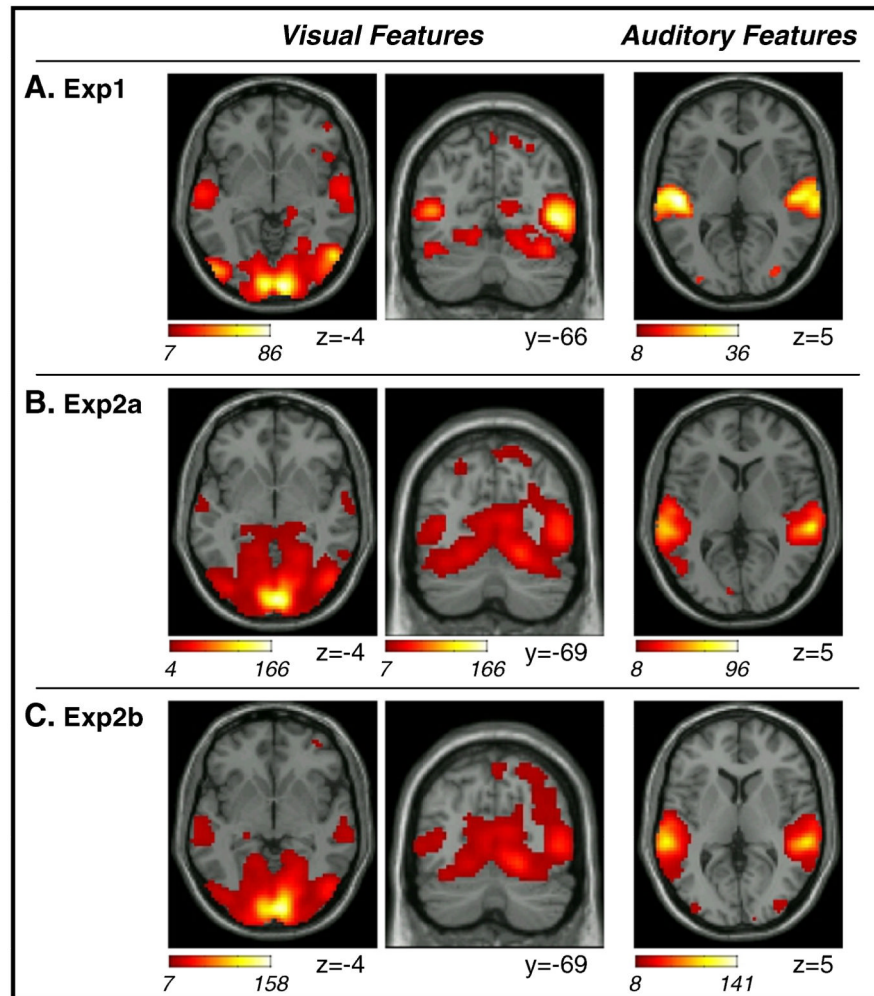 Visual Features Auditory Features
A. Exp1
7 86 z=-4 y=-66 8 36 z=5
B. Exp2a
4 166 z=-4 7 166 y=-69 8 96 z=5
C. Exp2b
7 158 z=-4 y=-69 8 141 z=5